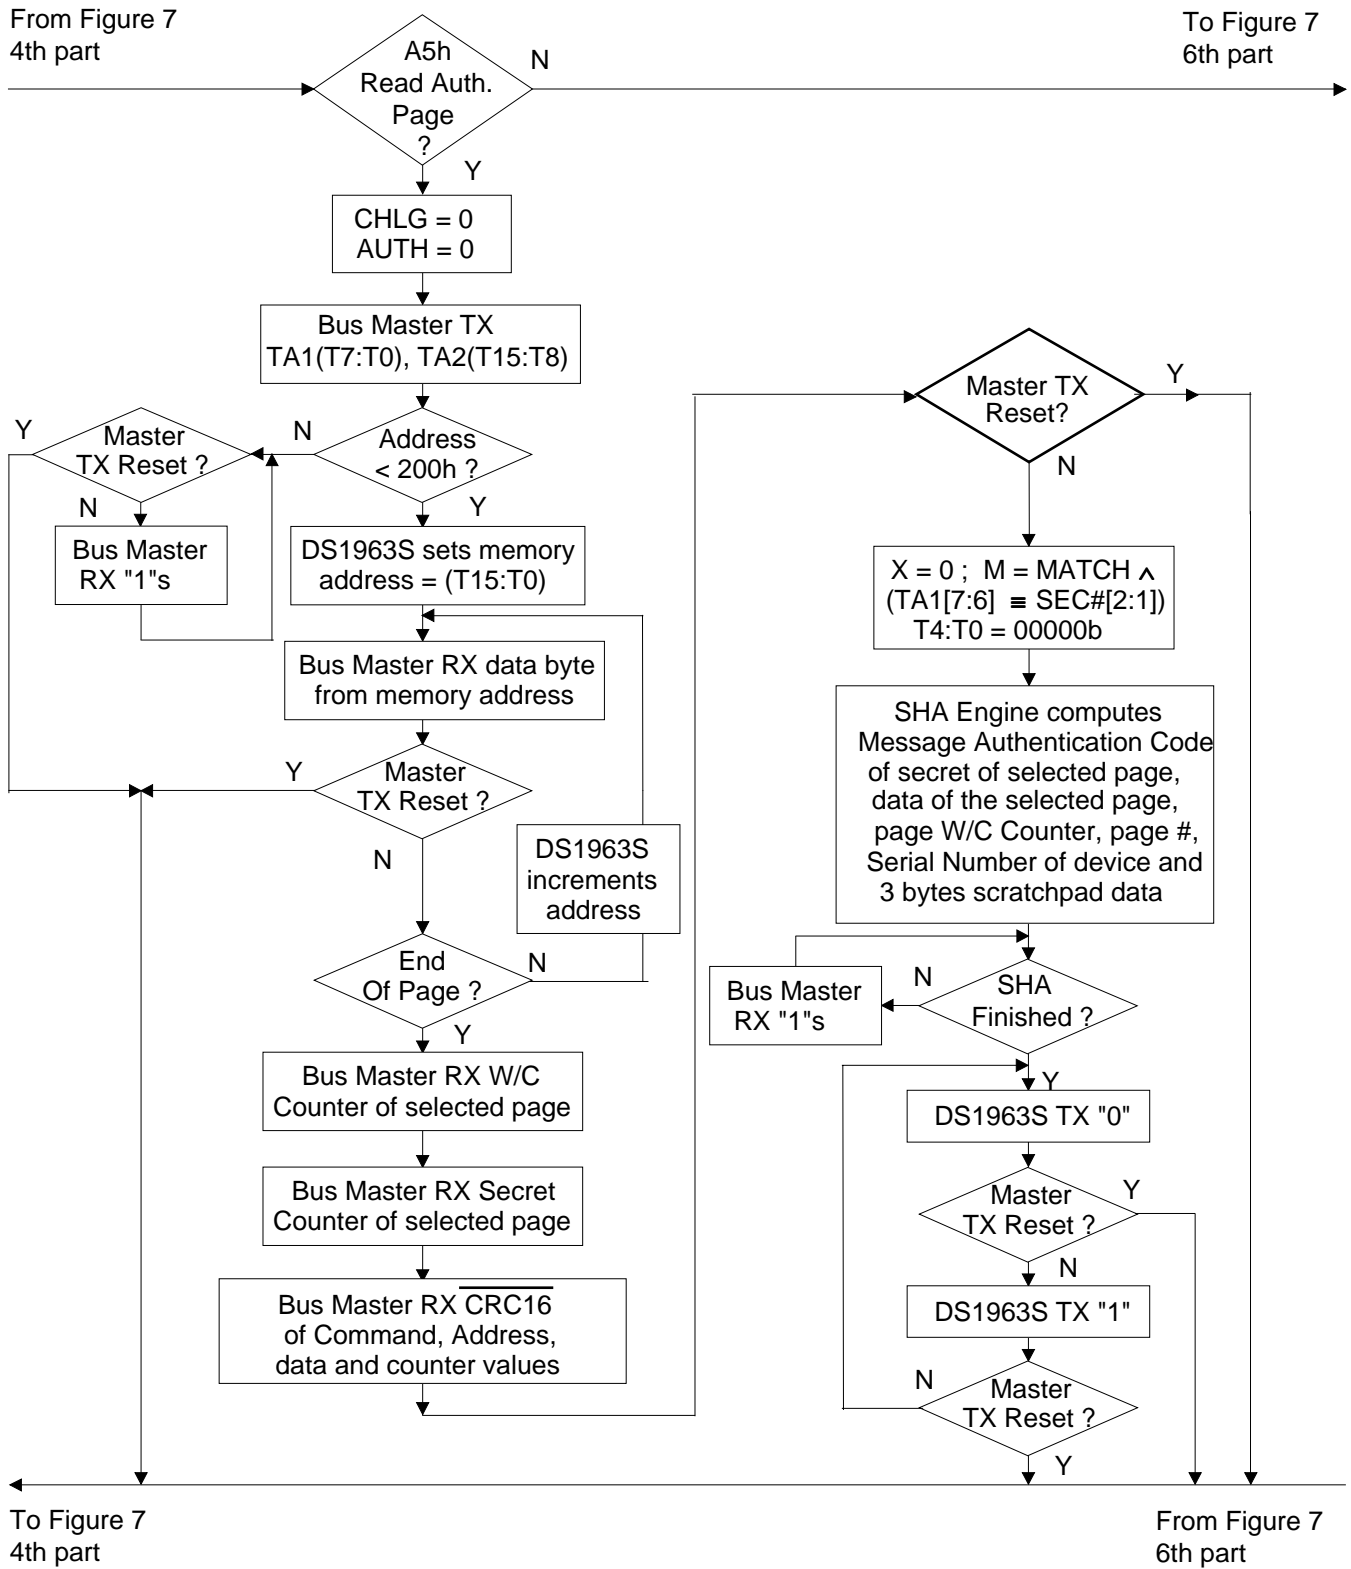 From Figure 7
4th part
To Figure 7
6th part
A5h
Read Auth.
Page
?
N
Y
CHLG = 0
AUTH = 0
Bus Master TX
TA1(T7:T0), TA2(T15:T8)
Address
< 200h ?
N
Y
Master
TX Reset ?
Y
N
Bus Master
RX "1"s
DS1963S sets memory
address = (T15:T0)
Bus Master RX data byte
from memory address
Master
TX Reset ?
Y
N
DS1963S
increments
address
End
Of Page ?
N
Y
Bus Master RX W/C
Counter of selected page
Bus Master RX Secret
Counter of selected page
Bus Master RX CRC16
of Command, Address,
data and counter values
Master TX
Reset?
Y
N
X = 0 ; M = MATCH ∧
(TA1[7:6] ≡ SEC#[2:1])
T4:T0 = 00000b
SHA Engine computes
Message Authentication Code
of secret of selected page,
data of the selected page,
page W/C Counter, page #,
Serial Number of device and
3 bytes scratchpad data
SHA
Finished ?
N
Y
Bus Master
RX "1"s
DS1963S TX "0"
Master
TX Reset ?
Y
N
DS1963S TX "1"
Master
TX Reset ?
N
Y
To Figure 7
4th part
From Figure 7
6th part